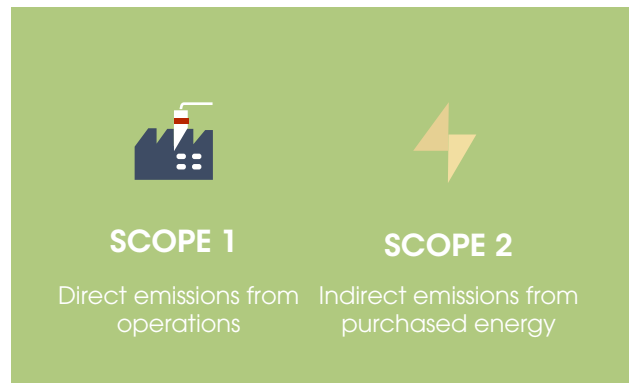 SCOPE 1
Direct emissions from
operations
SCOPE 2
Indirect emissions from
purchased energy